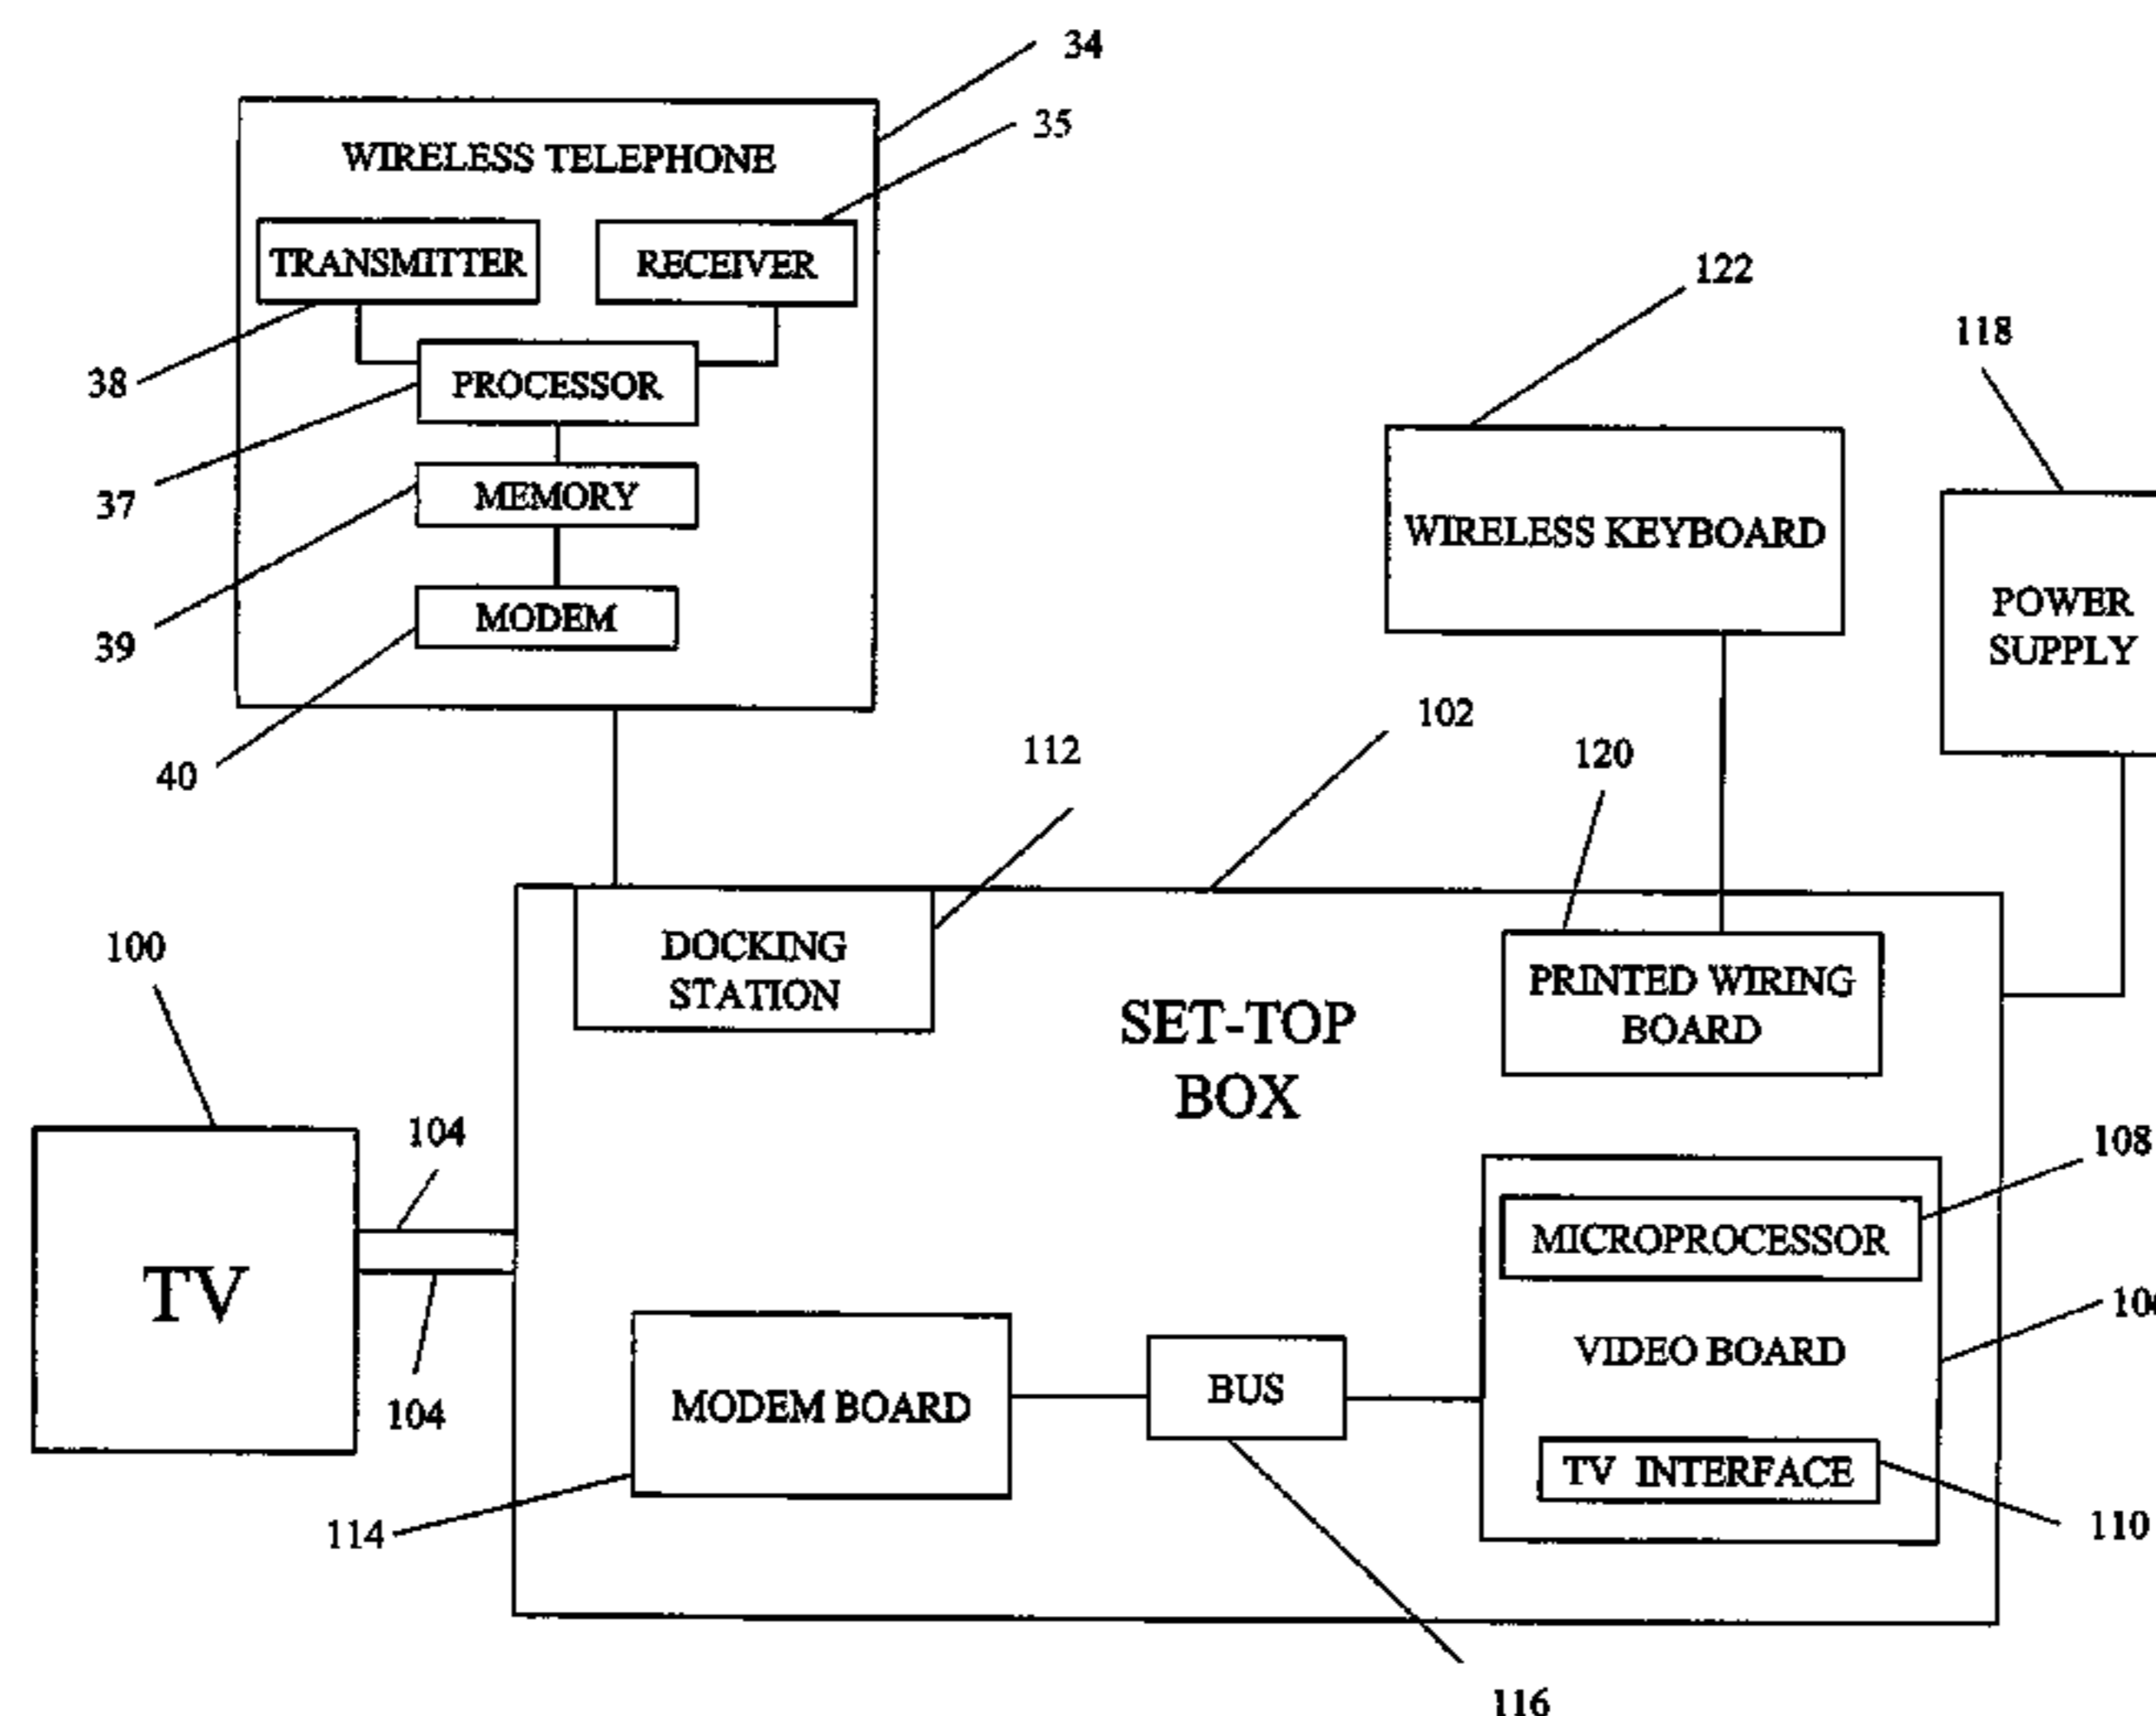 34
35
WIRELESS TELEPHONE
TRANSMITTER
RECEIVER
38
PROCESSOR
37
MEMORY
39
MODEM
40
122
WIRELESS KEYBOARD
118
POWER
SUPPLY
112
102
120
DOCKING
STATION
PRINTED WIRING
BOARD
SET-TOP
BOX
100
TV
104
104
108
MICROPROCESSOR
VIDEO BOARD
MODEM BOARD
BUS
TV INTERFACE
114
110
116